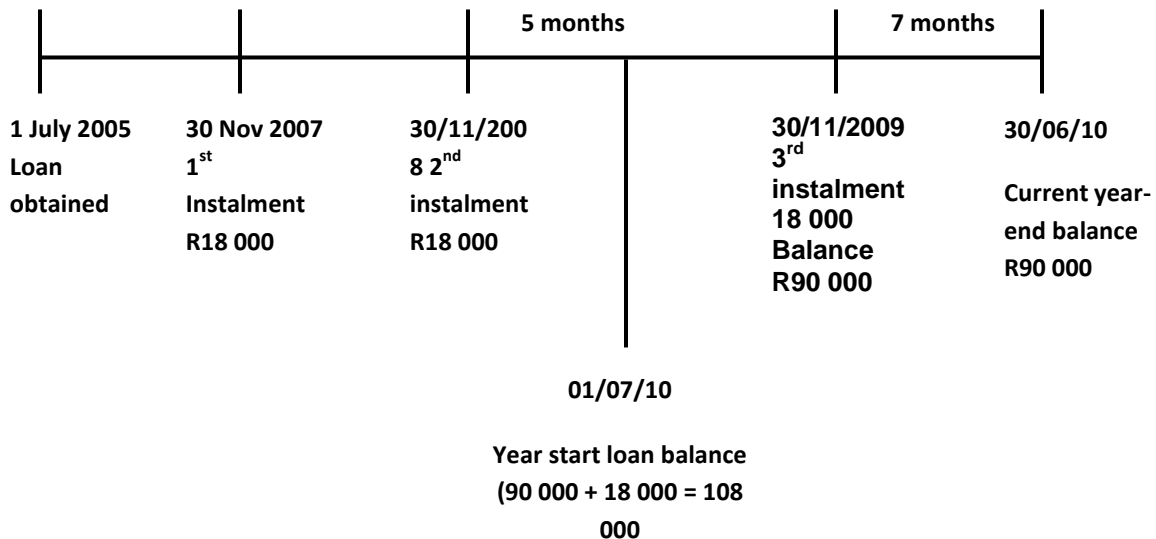 5 months
7 months
1 July 2005
Loan
obtained
30 Nov 2007
1st
Instalment
R18 000
30/11/200
8 2nd
instalment
R18 000
30/11/2009
3rd
instalment
18 000
Balance
R90 000
30/06/10
Current year-
end balance
R90 000
01/07/10
Year start loan balance
(90 000 + 18 000 = 108
000